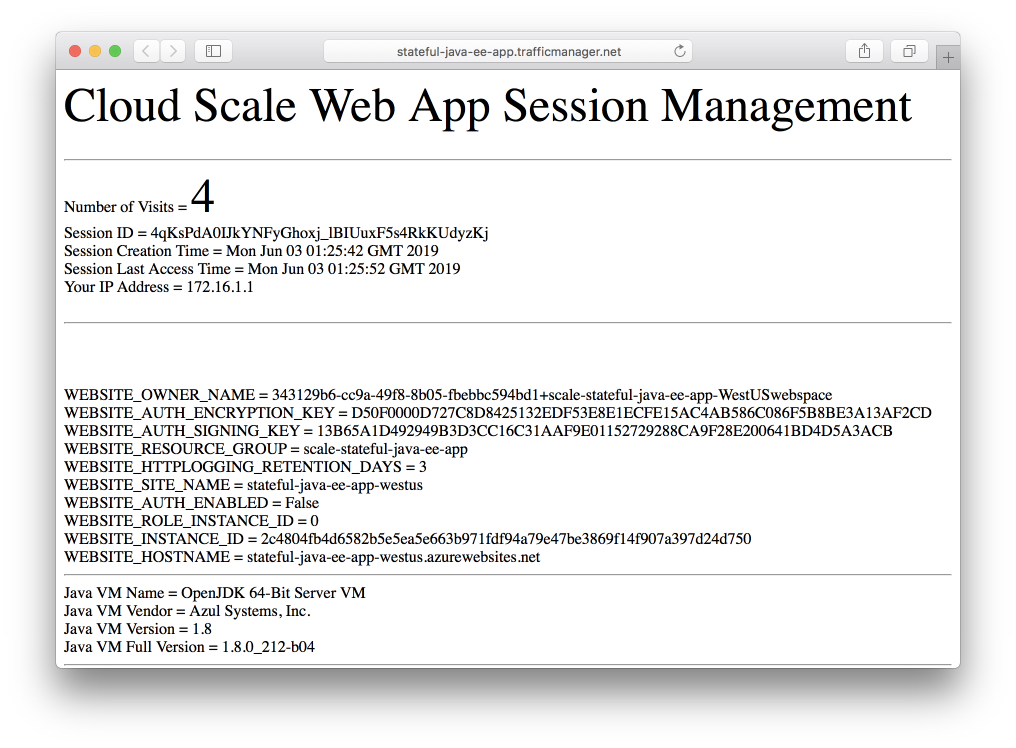 stateful-java-ee-app.trafficmanager.net
Cloud Scale Web App Session Management
Number of Visits = 4
Session ID = 4qKsPdA0IJkYNFyGhoxj_lBIUuxF5s4RkKUdyzKj
Session Creation Time = Mon Jun 03 01:25:42 GMT 2019
Session Last Access Time = Mon Jun 03 01:25:52 GMT 2019
Your IP Address = 172.16.1.1
WEBSITE_OWNER_NAME = 343129b6-cc9a-49f8-8b05-fbebbc594bd1+scale-stateful-java-ee-app-WestUSwebspace
WEBSITE_AUTH_ENCRYPTION_KEY = D50F0000D727C8D8425132EDF53E8E1ECFE15AC4AB586C086F5B8BE3A13AF2CD
WEBSITE_AUTH_SIGNING_KEY = 13B65A1D492949B3D3CC16C31AAF9E01152729288CA9F28E200641BD4D5A3ACB
WEBSITE_RESOURCE_GROUP = scale-stateful-java-ee-app
WEBSITE_HTTPLOGGING_RETENTION_DAYS = 3
WEBSITE_SITE_NAME = stateful-java-ee-app-westus
WEBSITE_AUTH_ENABLED = False
WEBSITE_ROLE_INSTANCE_ID = 0
WEBSITE_INSTANCE_ID = 2c4804fb4d6582b5e5ea5e663b971fdf94a79e47be3869f14f907a397d24d750
WEBSITE_HOSTNAME = stateful-java-ee-app-westus.azurewebsites.net
Java VM Name = OpenJDK 64-Bit Server VM
Java VM Vendor = Azul Systems, Inc.
Java VM Version = 1.8
Java VM Full Version = 1.8.0_212-b04